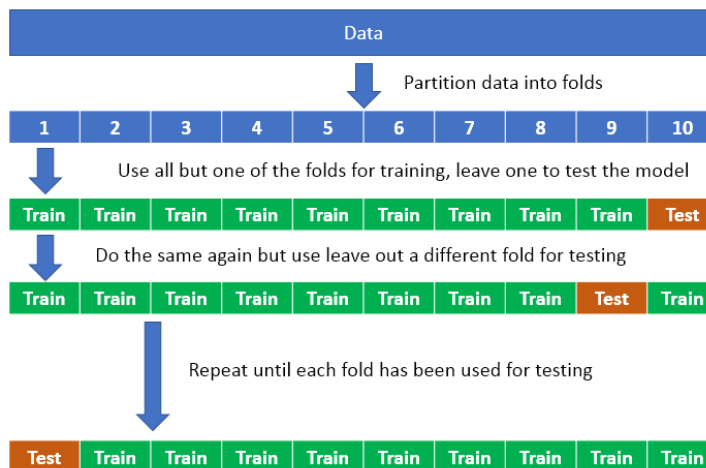 Data
Partition data into folds
1 2 3 4 5 6 7 8 9 10
Use all but one of the folds for training, leave one to test the model
Train Train Train Train Train Train Train Train Train Test
Do the same again but use leave out a different fold for testing
Train Train Train Train Train Train Train Train Test Train
Repeat until each fold has been used for testing
Test Train Train Train Train Train Train Train Train Train